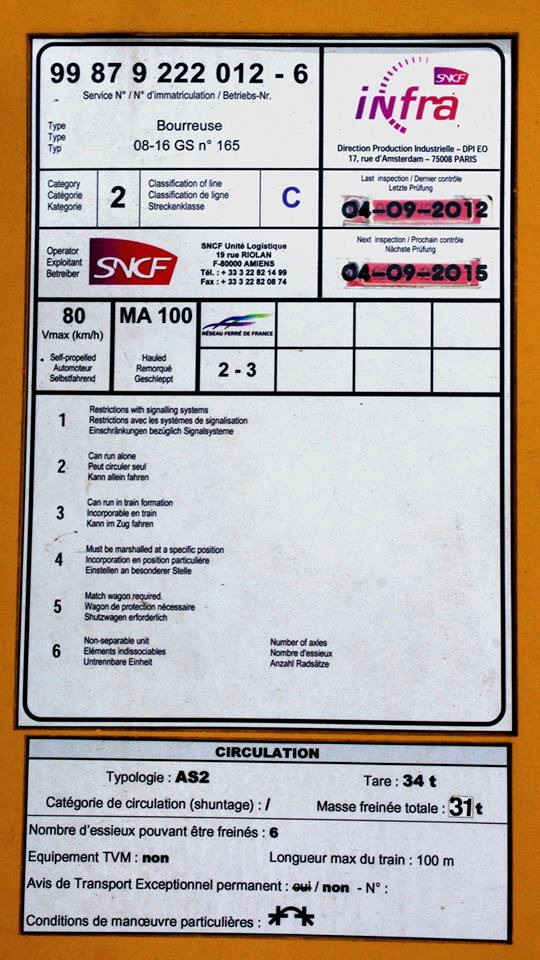 99 87 9 222 012 - 6
Service N° / N° d'immatriculation / Betriebs-Nr.
Type
Type
Typ
Bourreuse
08-16 GS n° 165
SNCF
infra
Direction Production Industrielle – DPI EO
17, rue d'Amsterdam – 75008 PARIS
Category
Catégorie
Kategorie
2
Classification of line
Classification de ligne
Streckenklasse
C
Last inspection / Dernier contrôle
Letzte Prüfung
04-09-2012
Operator
Exploitant
Betreiber
SNCF
SNCF Unité Logistique
19 rue RIOLAN
F-80000 AMIENS
Tél. : + 33 3 22 82 14 99
Fax : + 33 3 22 82 08 74
Next inspection / Prochain contrôle
Nächste Prüfung
04-09-2015
80
Vmax (km/h)
Self-propelled
Automoteur
Selbstfahrend
MA 100
Hauled
Remorqué
Geschleppt
RÉSEAU FERRÉ DE FRANCE
2 - 3
1
Restrictions with signalling systems
Restrictions avec les systèmes de signalisation
Einschränkungen bezüglich Signalsysteme
2
Can run alone
Peut circuler seul
Kann allein fahren
3
Can run in train formation
Incorporable en train
Kann im Zug fahren
4
Must be marshalled at a specific position
Incorporation en position particulière
Einstellen an besonderer Stelle
5
Match wagon required.
Wagon de protection nécessaire
Shutzwagen erforderlich
6
Non-separable unit
Eléments indissociables
Untrennbare Einheit
Number of axles
Nombre d'essieux
Anzahl Radsätze
CIRCULATION
Typologie : AS2
Tare : 34 t
Catégorie de circulation (shuntage) : /
Masse freinée totale : 31 t
Nombre d'essieux pouvant être freinés : 6
Equipement TVM : non
Longueur max du train : 100 m
Avis de Transport Exceptionnel permanent : oui / non - N° :
Conditions de manœuvre particulières :